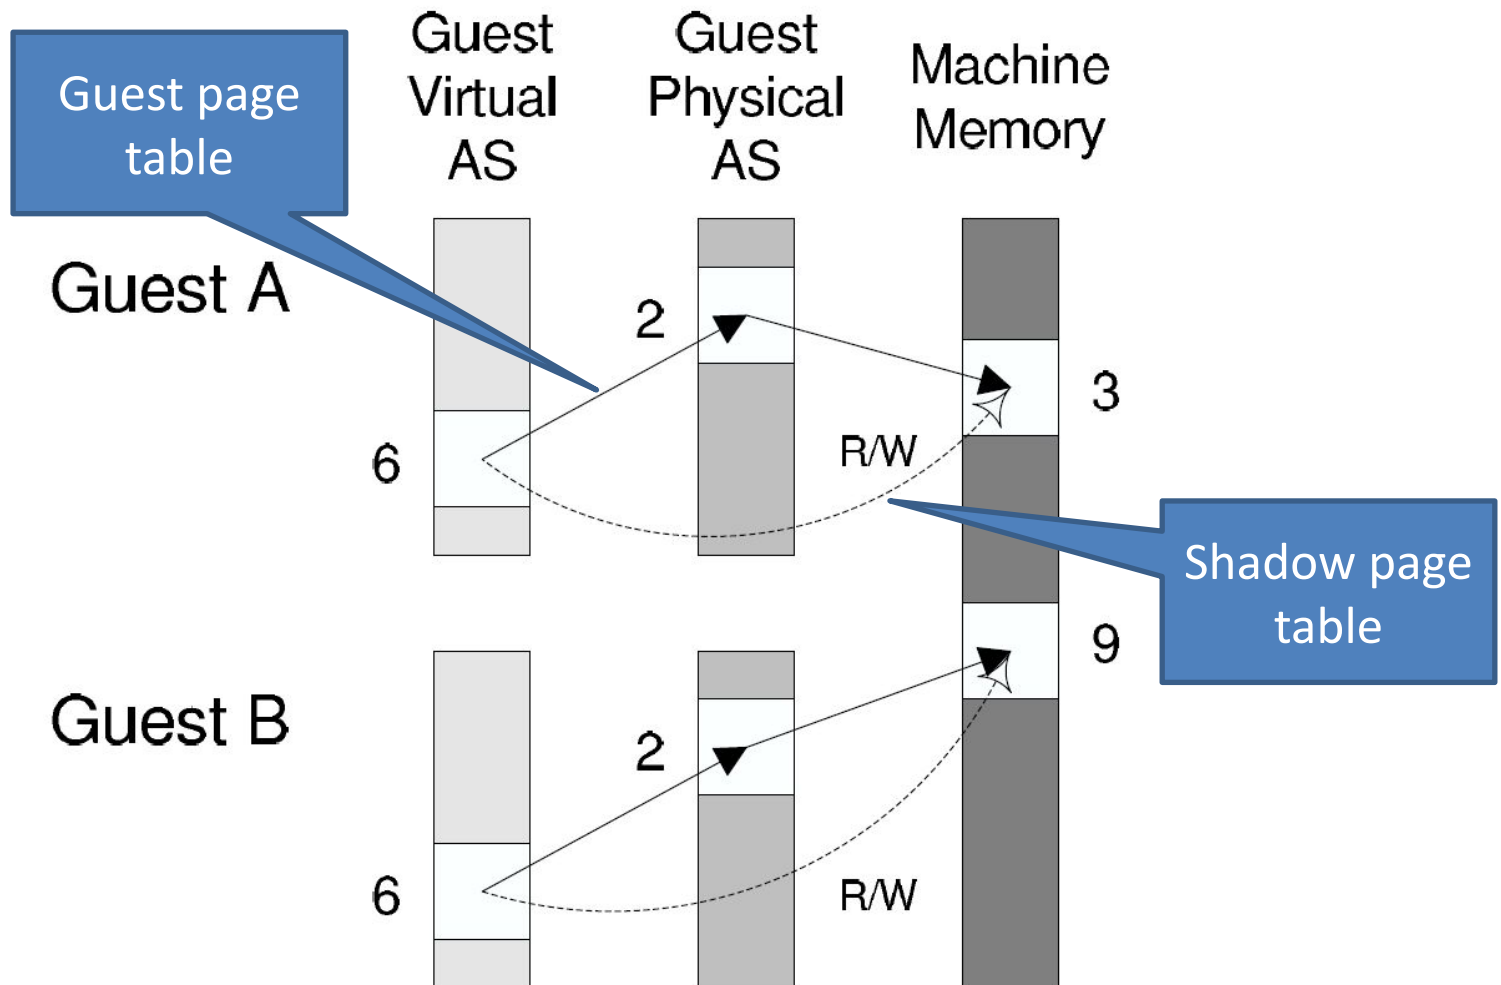 Guest page
table
Guest
Virtual
AS
Guest
Physical
AS
Machine
Memory
Guest A
2
3
6
R/W
Shadow page
table
9
Guest B
2
6
R/W